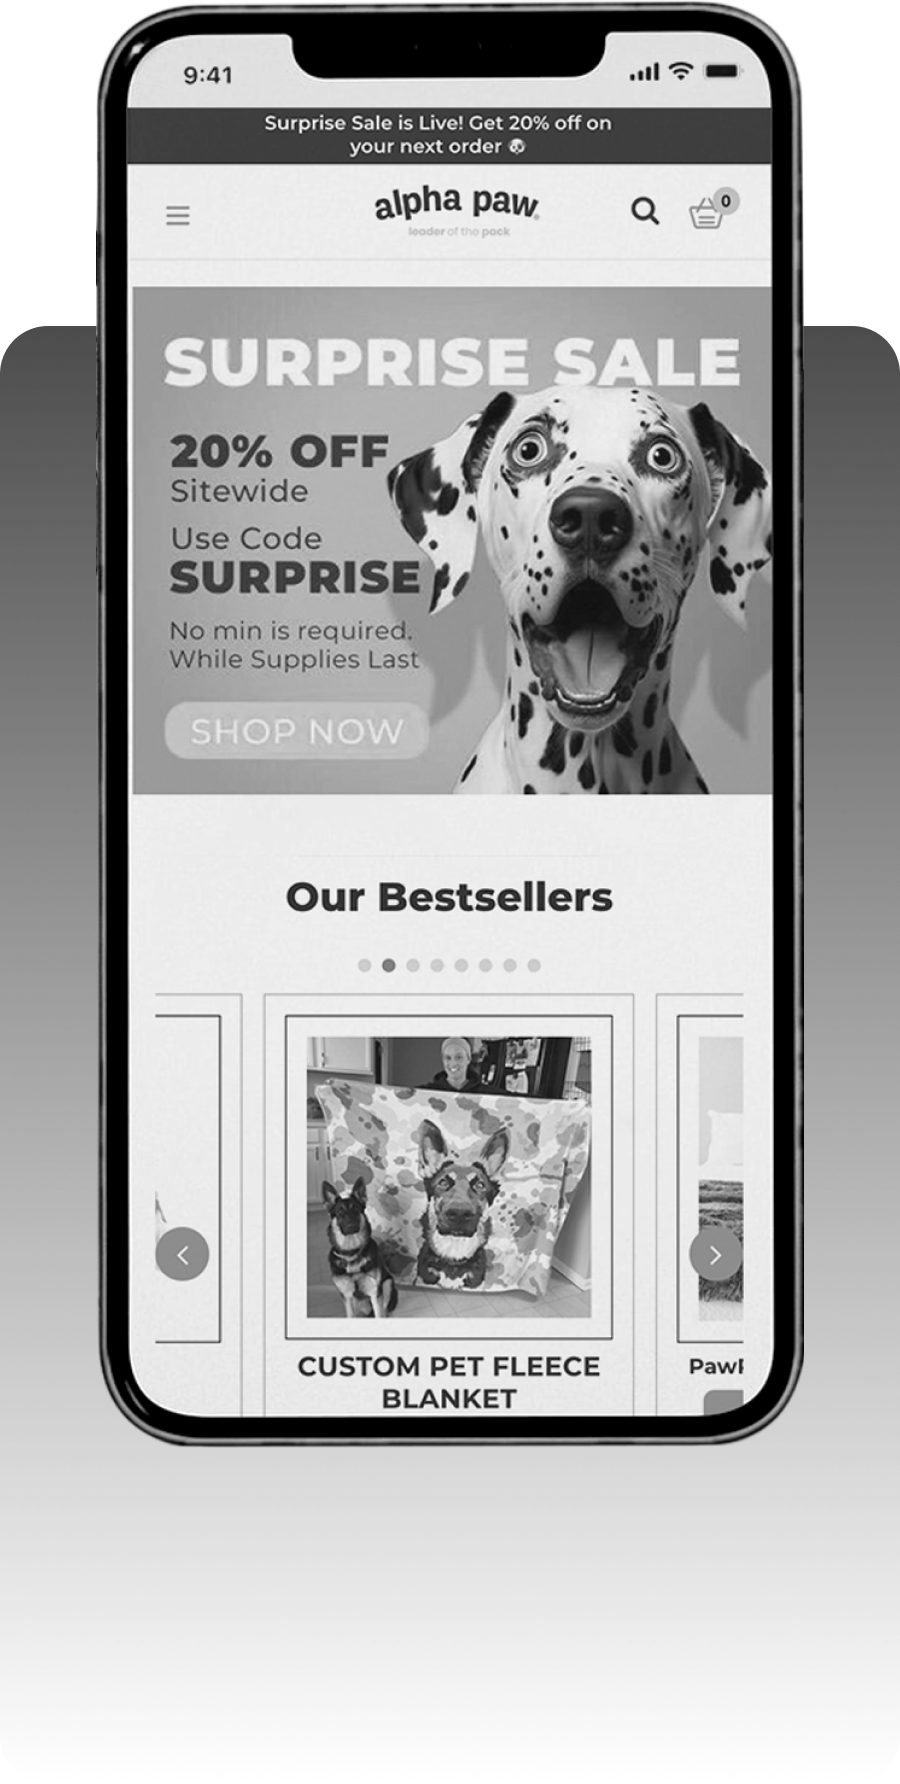 9:41
Surprise Sale is Live! Get 20% off on
your next order
alpha paw
leader of the pack
0
SURPRISE SALE
20% OFF
Sitewide
Use Code
SURPRISE
No min is required.
While Supplies Last
SHOP NOW
Our Bestsellers
CUSTOM PET FLEECE
BLANKET